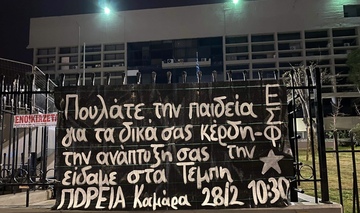 ΕΝΟΙΚΙΑΖΕΤΑΙ
Πουλάτε την παιδεία
για τα δικά σας κέρδη-
την ανάπτυξη σας την
είδαμε στα Τέμπη
ΠΟΡΕΙΑ Καμάρα 28/2 10:30
ΕΣΦ